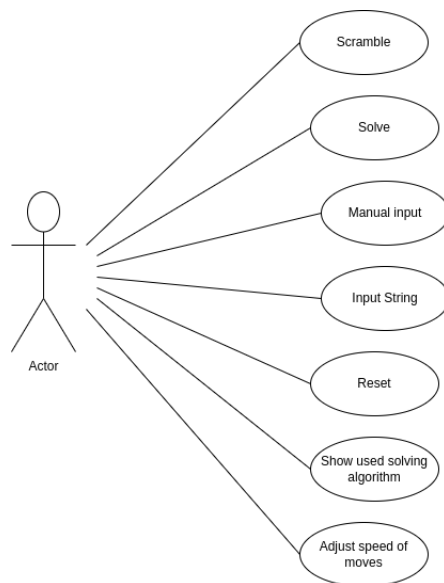 Scramble
Solve
Manual input
Input String
Actor
Reset
Show used solving
algorithm
Adjust speed of
moves